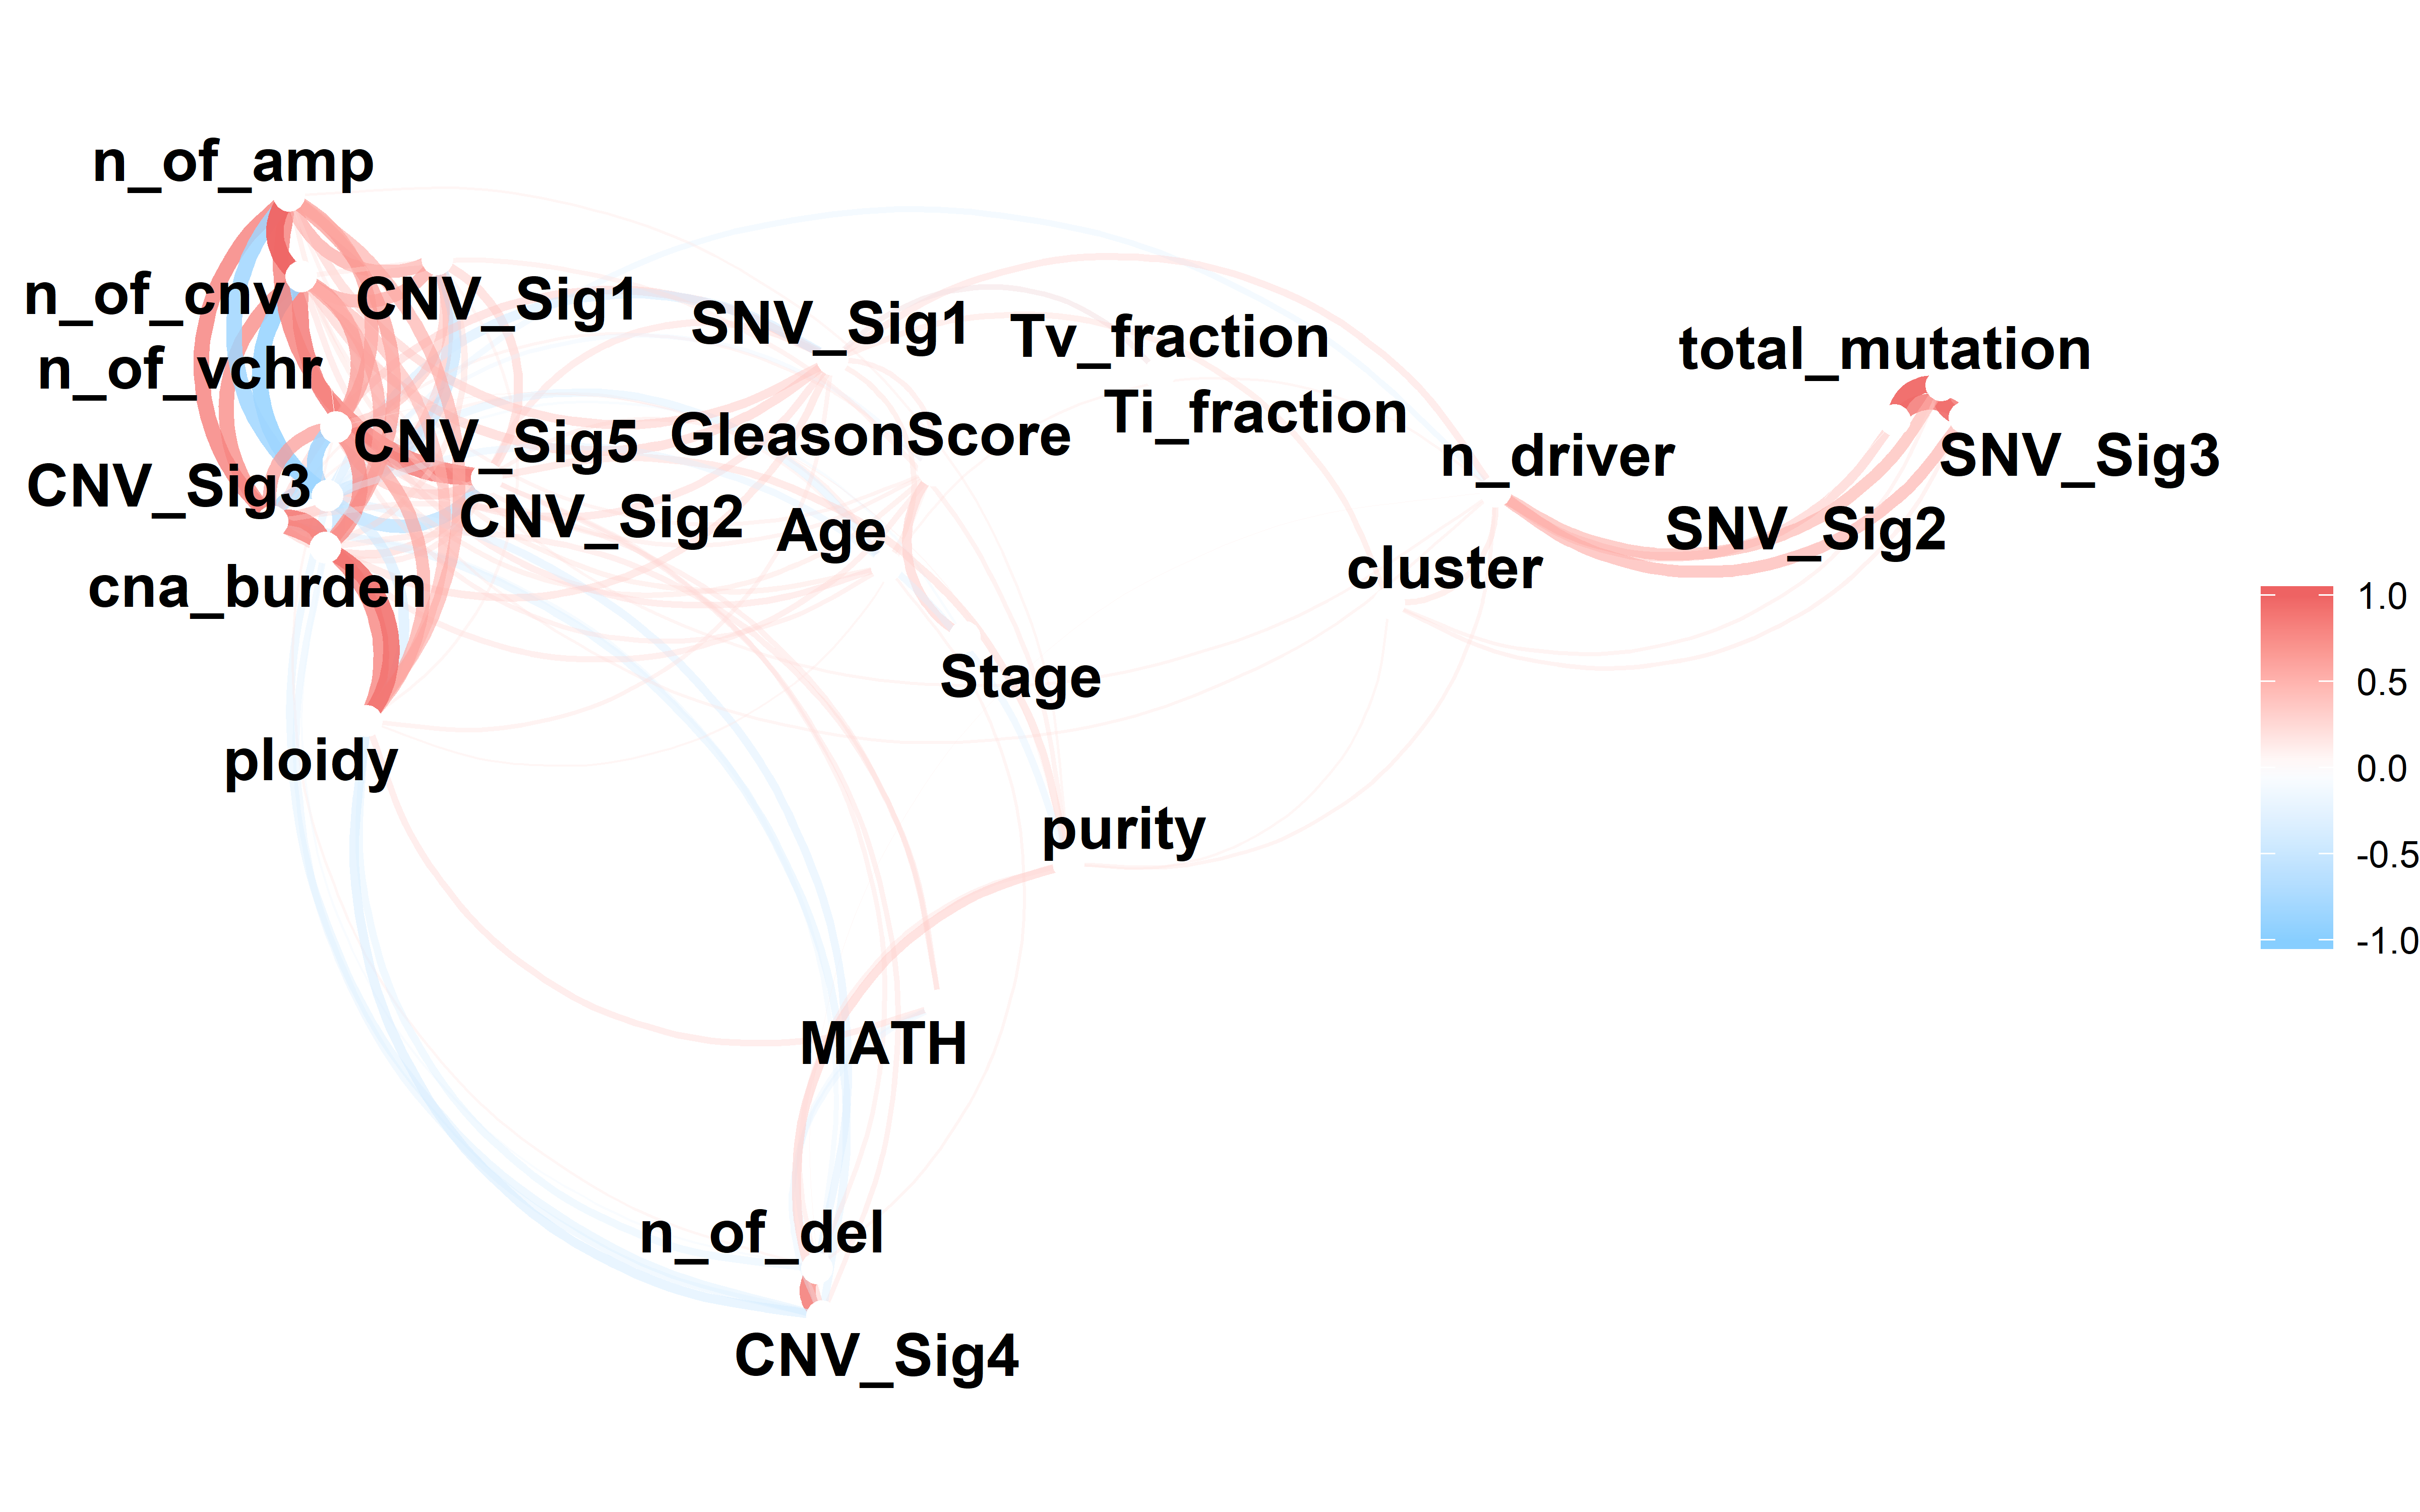 n_of_amp
n_of_cnv
CNV_Sig1
SNV_Sig1
Tv_fraction
total_mutation
n_of_vchr
Ti_fraction
CNV_Sig5
GleasonScore
n_driver
SNV_Sig3
CNV_Sig3
CNV_Sig2
Age
SNV_Sig2
cluster
cna_burden
Stage
ploidy
purity
MATH
n_of_del
CNV_Sig4
1.0
0.5
0.0
-0.5
-1.0